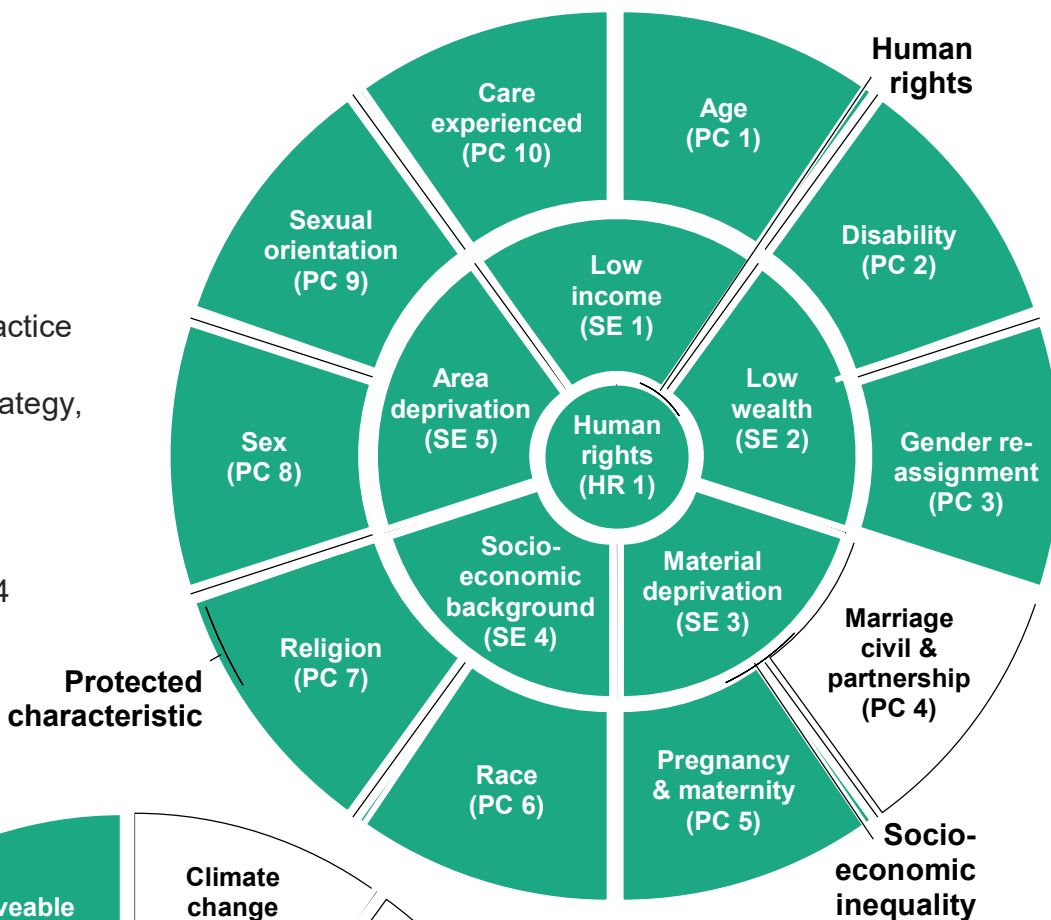 Human
rights
Care
experienced
(PC 10)
Age
(PC 1)
Sexual
orientation
(PC 9)
Disability
(PC 2)
Low
income
(SE 1)
actice
ategy,
Area
deprivation
(SE 5)
Low
wealth
(SE 2)
Human
rights
(HR 1)
Sex
(PC 8)
Gender re-
assignment
(PC 3)
Socio-
economic
background
(SE 4)
Material
deprivation
(SE 3)
4
Marriage
civil &
partnership
(PC 4)
Religion
(PC 7)
Protected
characteristic
Race
(PC 6)
Pregnancy
& maternity
(PC 5)
Socio-
economic
inequality
Climate
change
veable